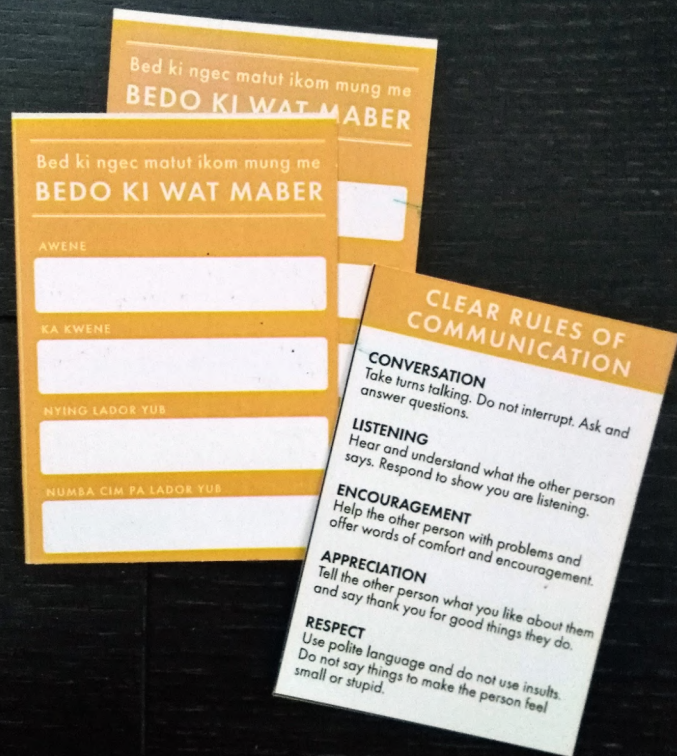 Bed ki ngec matut ikom mung me
BEDO KI WAT MABER
Bed ki ngec matut ikom mung me
BEDO KI WAT MABER
AWENE
KA KWENE
NYING LADOR YUB
NUMBA CIM PA LADOR YUB
CLEAR RULES OF
COMMUNICATION
CONVERSATION
Take turns talking. Do not interrupt. Ask and
answer questions.
LISTENING
Hear and understand what the other person
says. Respond to show you are listening.
ENCOURAGEMENT
Help the other person with problems and
offer words of comfort and encouragement.
APPRECIATION
Tell the other person what you like about them
and say thank you for good things they do.
RESPECT
Use polite language and do not use insults.
Do not say things to make the person feel
small or stupid.